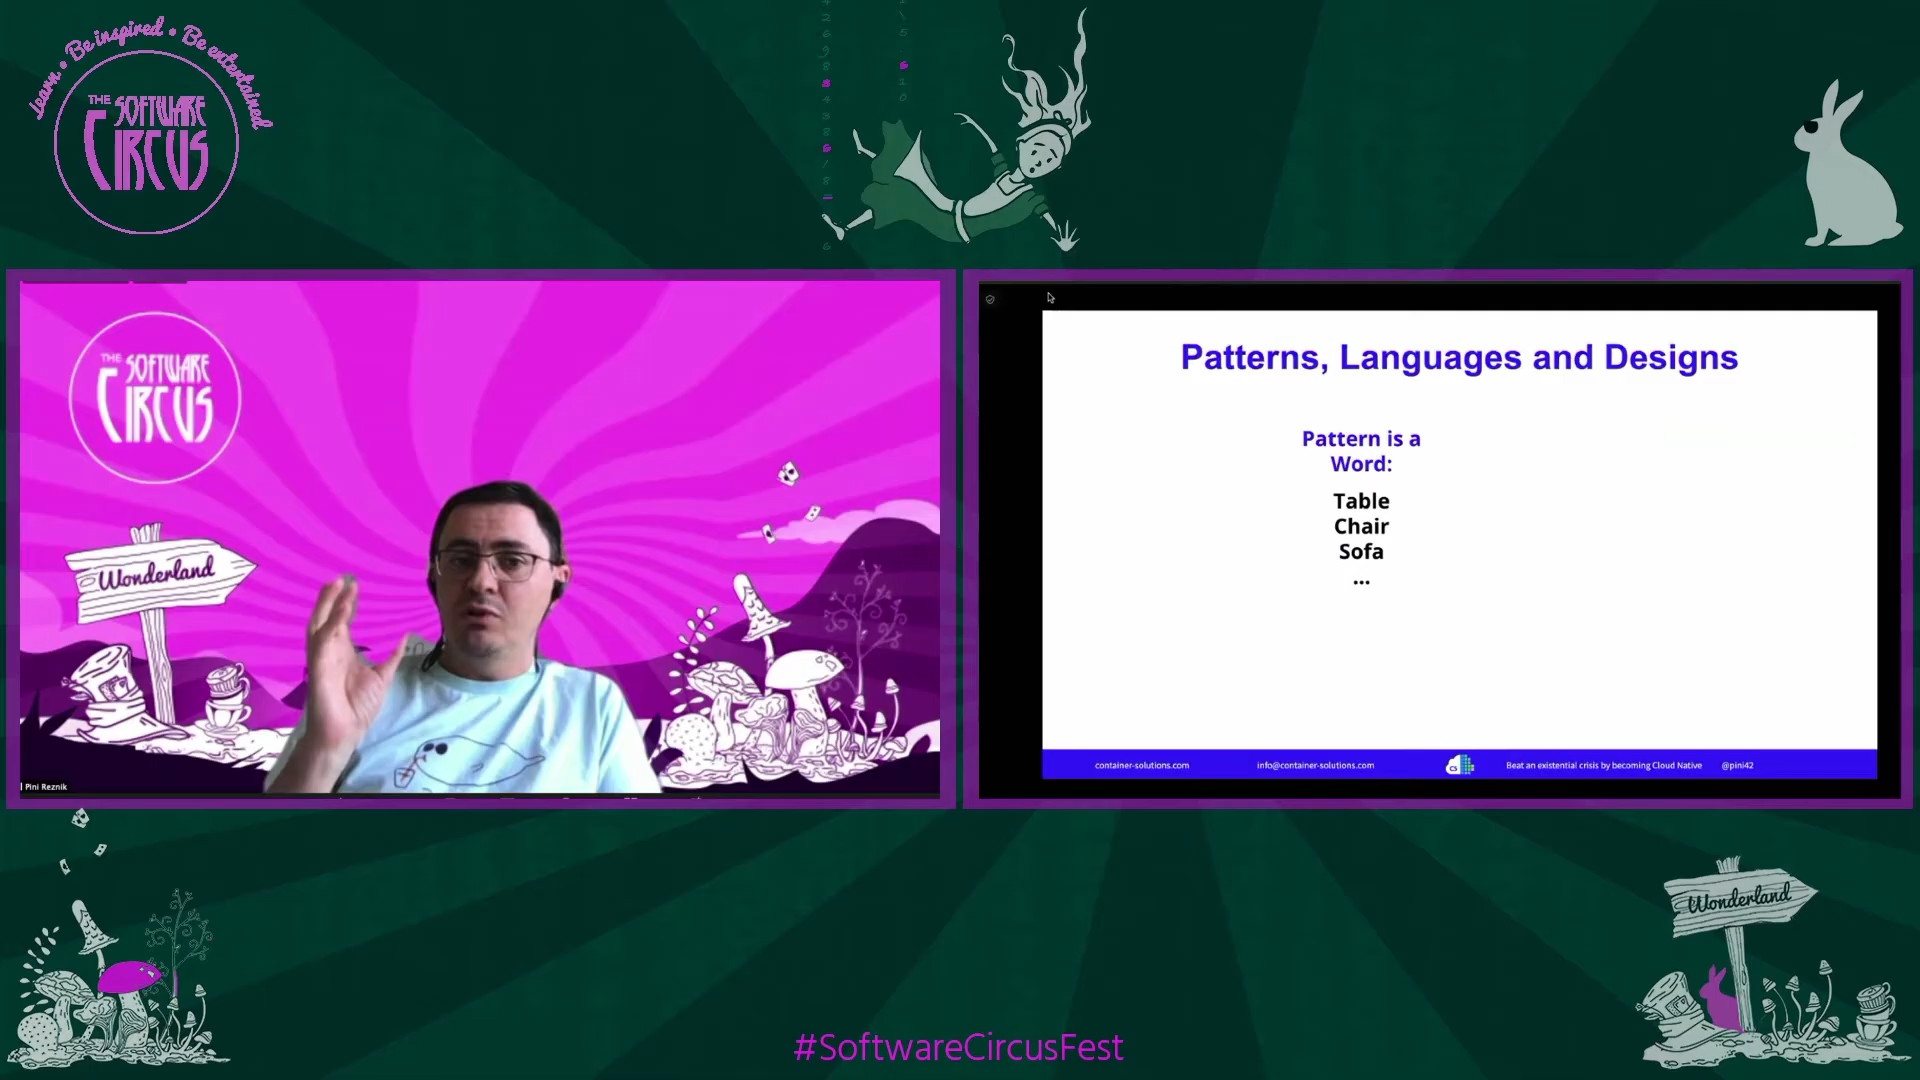 Learn • Be inspired • Be entertained
THE SOFTWARE
CIRCUS
THE SOFTWARE
CIRCUS
Wonderland
Pini Reznik
Patterns, Languages and Designs
Pattern is a
Word:
Table
Chair
Sofa
...
container-solutions.com
info@container-solutions.com
CS
Beat an existential crisis by becoming Cloud Native
@pini42
Wonderland
#SoftwareCircusFest